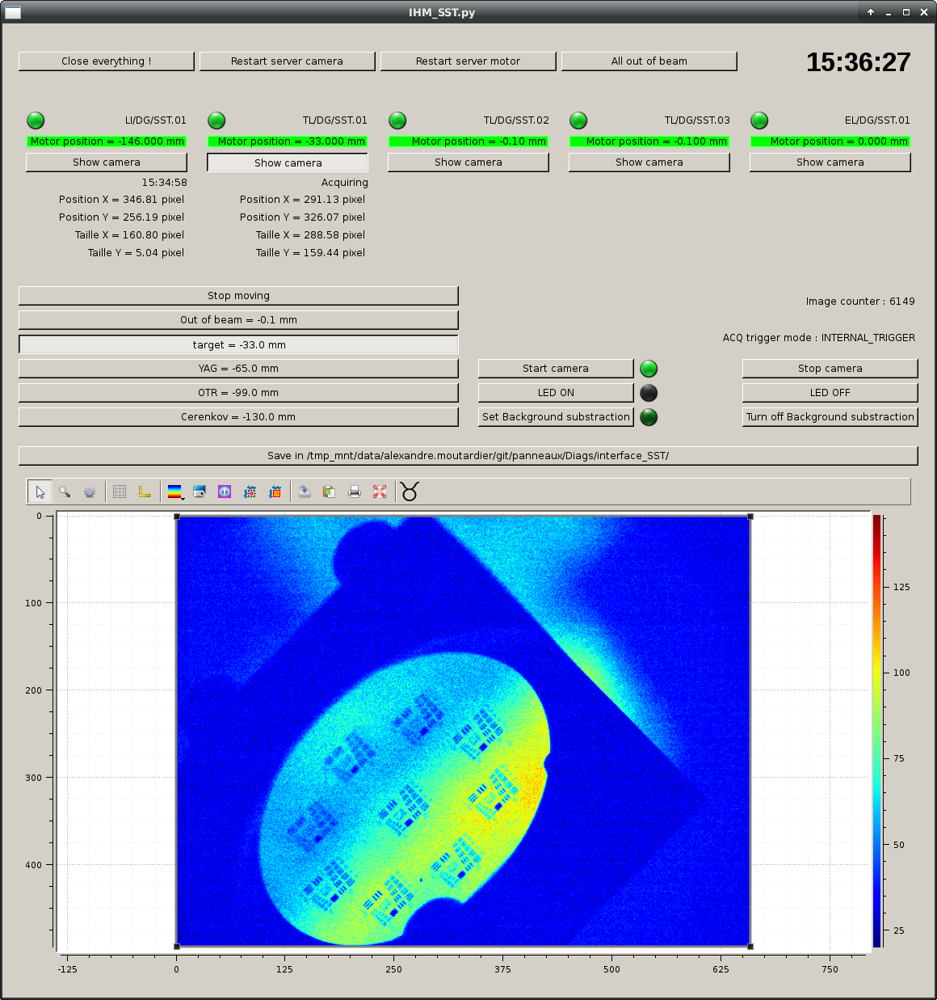 IHM_SST.py
Close everything !
Restart server camera
Restart server motor
All out of beam
15:36:27
LI/DG/SST.01
TL/DG/SST.01
TL/DG/SST.02
TL/DG/SST.03
EL/DG/SST.01
Motor position = -146.000 mm
Motor position = -33.000 mm
Motor position = -0.10 mm
Motor position = -0.100 mm
Motor position = 0.000 mm
Show camera
Show camera
Show camera
Show camera
Show camera
15:34:58
Acquiring
Position X = 346.81 pixel
Position X = 291.13 pixel
Position Y = 256.19 pixel
Position Y = 326.07 pixel
Taille X = 160.80 pixel
Taille X = 288.58 pixel
Taille Y = 5.04 pixel
Taille Y = 159.44 pixel
Stop moving
Image counter : 6149
Out of beam = -0.1 mm
ACQ trigger mode : INTERNAL_TRIGGER
target = -33.0 mm
YAG = -65.0 mm
Start camera
Stop camera
OTR = -99.0 mm
LED ON
LED OFF
Cerenkov = -130.0 mm
Set Background substraction
Turn off Background substraction
Save in /tmp_mnt/data/alexandre.moutardier/git/panneaux/Diags/interface_SST/
0
100
200
300
400
125
100
75
50
25
-125
0
125
250
375
500
625
750